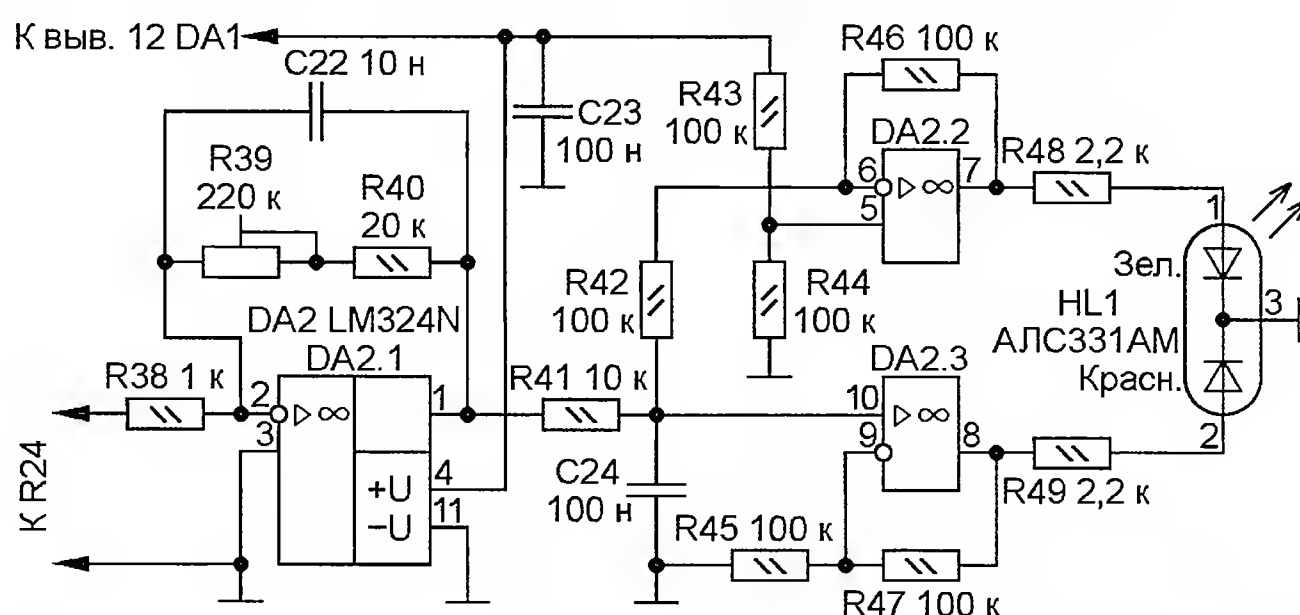 К выв. 12 DA1
C22 10 н
R39
220 к
R40
20 к
C23
100 н
R43
100 к
R46 100 к
DA2.2
6
5
7
R48 2,2 к
R42
100 к
R44
100 к
1
Зел.
HL1
3
АЛС331АМ
Красн.
2
DA2 LM324N
DA2.1
R38 1 к
2
3
▷ ∞
1
+U
4
−U
11
R41 10 к
К R24
C24
100 н
DA2.3
10
9
▷ ∞
8
▷ ∞
R49 2,2 к
R45 100 к
R47 100 к